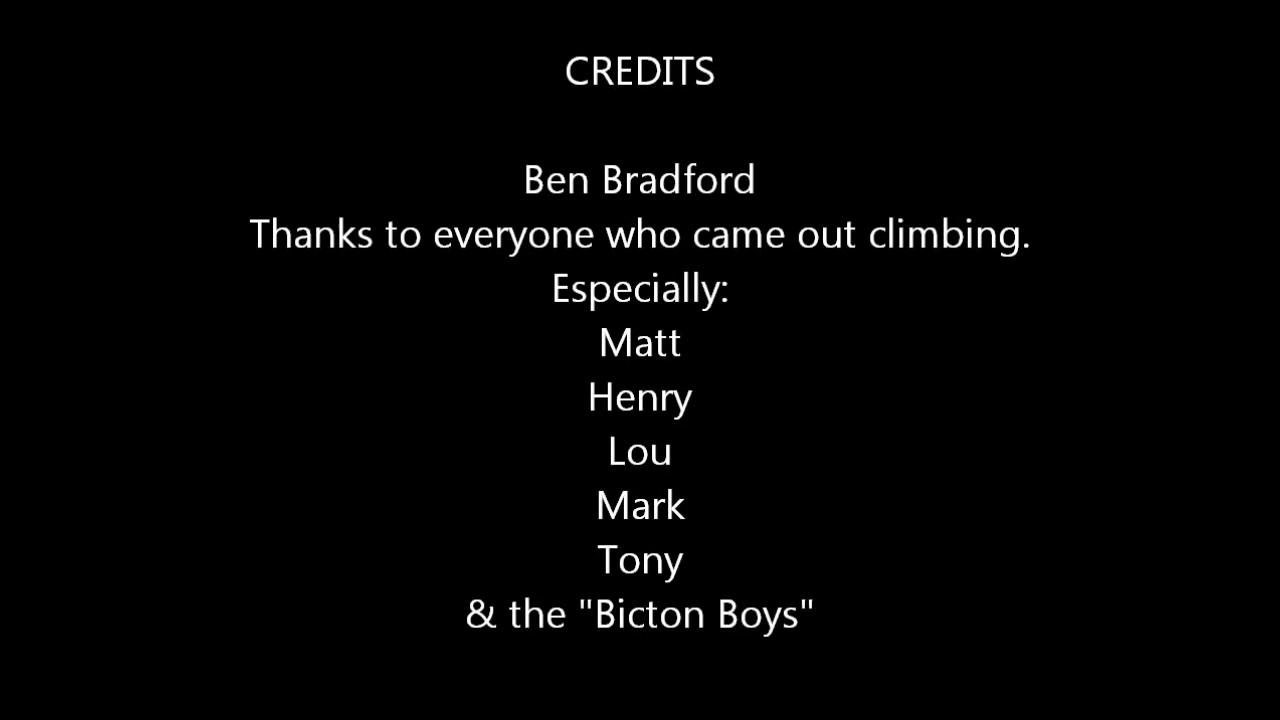 CREDITS
Ben Bradford
Thanks to everyone who came out climbing.
Especially:
Matt
Henry
Lou
Mark
Tony
& the "Bicton Boys"